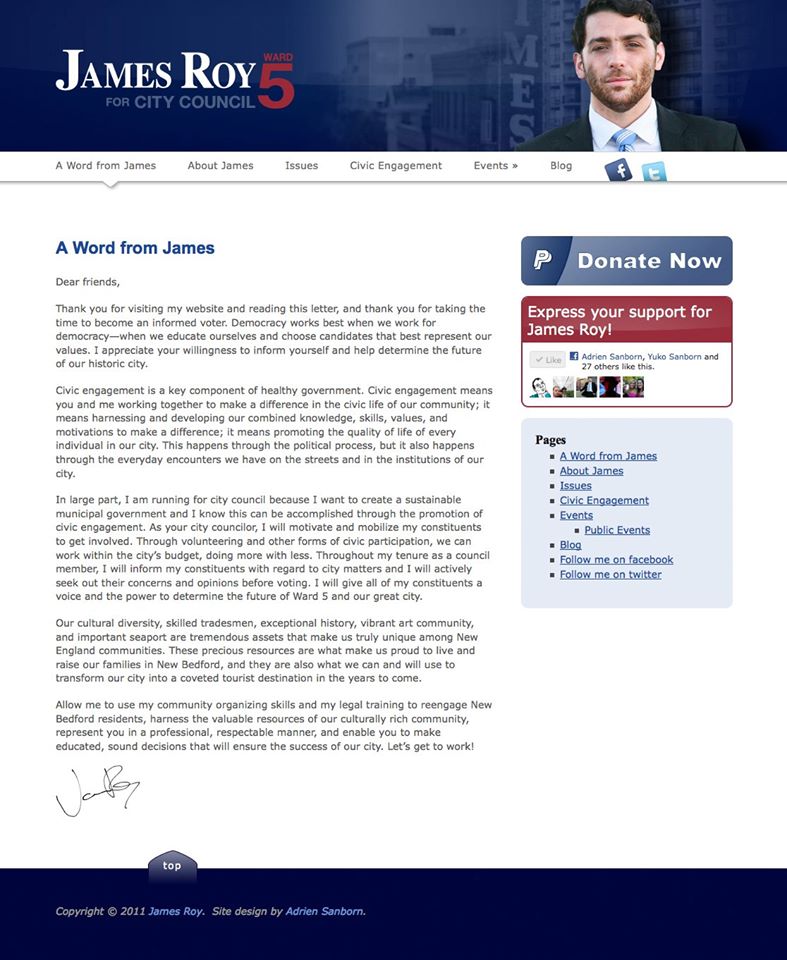 JAMES ROY WARD 5
FOR CITY COUNCIL
TIMES
A Word from James About James Issues Civic Engagement Events » Blog
f t
A Word from James
Dear friends,
Thank you for visiting my website and reading this letter, and thank you for taking the
time to become an informed voter. Democracy works best when we work for
democracy—when we educate ourselves and choose candidates that best represent our
values. I appreciate your willingness to inform yourself and help determine the future
of our historic city.
Civic engagement is a key component of healthy government. Civic engagement means
you and me working together to make a difference in the civic life of our community; it
means harnessing and developing our combined knowledge, skills, values, and
motivations to make a difference; it means promoting the quality of life of every
individual in our city. This happens through the political process, but it also happens
through the everyday encounters we have on the streets and in the institutions of our
city.
In large part, I am running for city council because I want to create a sustainable
municipal government and I know this can be accomplished through the promotion of
civic engagement. As your city councilor, I will motivate and mobilize my constituents
to get involved. Through volunteering and other forms of civic participation, we can
work within the city's budget, doing more with less. Throughout my tenure as a council
member, I will inform my constituents with regard to city matters and I will actively
seek out their concerns and opinions before voting. I will give all of my constituents a
voice and the power to determine the future of Ward 5 and our great city.
Our cultural diversity, skilled tradesmen, exceptional history, vibrant art community,
and important seaport are tremendous assets that make us truly unique among New
England communities. These precious resources are what make us proud to live and
raise our families in New Bedford, and they are also what we can and will use to
transform our city into a coveted tourist destination in the years to come.
Allow me to use my community organizing skills and my legal training to reengage New
Bedford residents, harness the valuable resources of our culturally rich community,
represent you in a professional, respectable manner, and enable you to make
educated, sound decisions that will ensure the success of our city. Let's get to work!
James Roy
Donate Now
Express your support for
James Roy!
Like
Adrien Sanborn, Yuko Sanborn and
27 others like this.
Pages
A Word from James
About James
Issues
Civic Engagement
Events
Public Events
Blog
Follow me on facebook
Follow me on twitter
top
Copyright © 2011 James Roy. Site design by Adrien Sanborn.